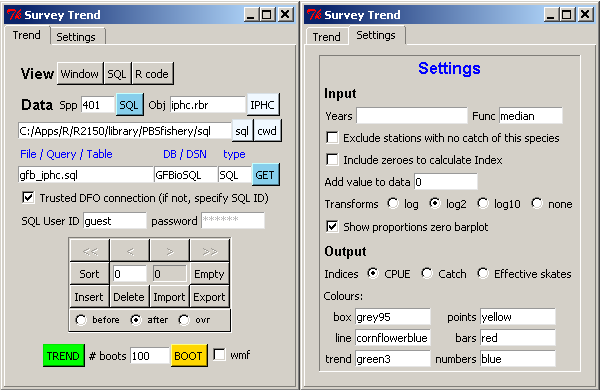 Survey Trend
Trend Settings
View Window SQL R code
Data Spp 401 SQL Obj iphc.rbr IPHC
C:/Apps/R/R2150/library/PBSfishery/sql sql cwd
File / Query / Table DB / DSN type
gfb_iphc.sql GFBioSQL SQL GET
Trusted DFO connection (if not, specify SQL ID)
SQL User ID guest password ******
<< < > >>
Sort 0 0 Empty
Insert Delete Import Export
before after ovr
TREND # boots 100 BOOT wmf
Survey Trend
Trend Settings
Settings
Input
Years Func median
Exclude stations with no catch of this species
Include zeroes to calculate Index
Add value to data 0
Transforms log log2 log10 none
Show proportions zero barplot
Output
Indices CPUE Catch Effective skates
Colours:
box grey95 points yellow
line cornflowerblue bars red
trend green3 numbers blue